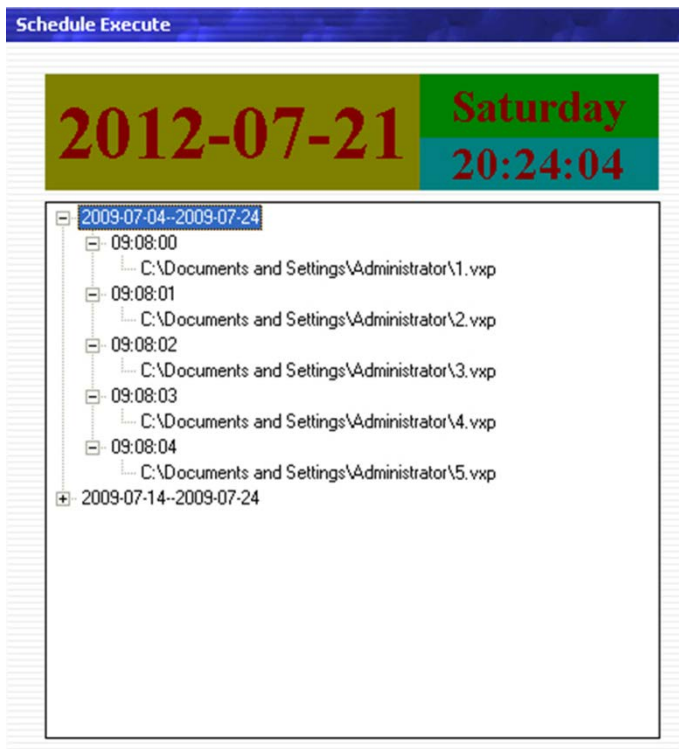 Schedule Execute
2012-07-21
Saturday
20:24:04
2009-07-04--2009-07-24
09:08:00
C:\Documents and Settings\Administrator\1.vxp
09:08:01
C:\Documents and Settings\Administrator\2.vxp
09:08:02
C:\Documents and Settings\Administrator\3.vxp
09:08:03
C:\Documents and Settings\Administrator\4.vxp
09:08:04
C:\Documents and Settings\Administrator\5.vxp
2009-07-14--2009-07-24